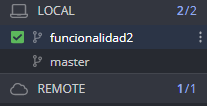 LOCAL 2/2
funcionalidad2
master
REMOTE 1/1